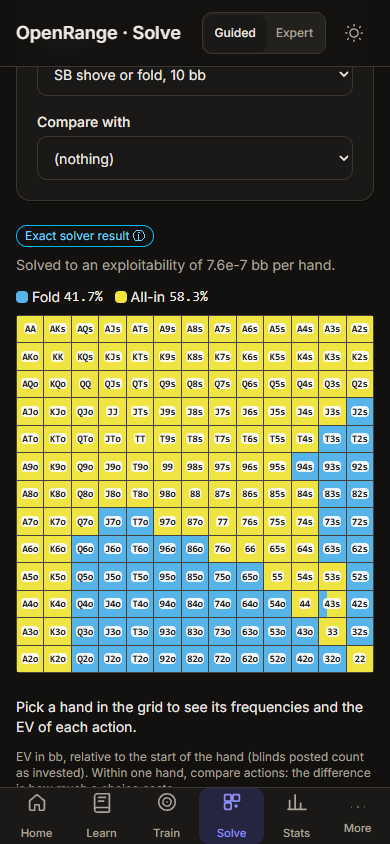 OpenRange · Solve
Guided
Expert
SB shove or fold, 10 bb
Compare with
(nothing)
Exact solver result ⓘ
Solved to an exploitability of 7.6e-7 bb per hand.
Fold 41.7% All-in 58.3%
AA AKs AQs AJs ATs A9s A8s A7s A6s A5s A4s A3s A2s
AKo KK KQs KJs KTs K9s K8s K7s K6s K5s K4s K3s K2s
AQo KQo QQ QJs QTs Q9s Q8s Q7s Q6s Q5s Q4s Q3s Q2s
AJo KJo QJo JJ JTs J9s J8s J7s J6s J5s J4s J3s J2s
ATo KTo QTo JTo TT T9s T8s T7s T6s T5s T4s T3s T2s
A9o K9o Q9o J9o T9o 99 98s 97s 96s 95s 94s 93s 92s
A8o K8o Q8o J8o T8o 98o 88 87s 86s 85s 84s 83s 82s
A7o K7o Q7o J7o T7o 97o 87o 77 76s 75s 74s 73s 72s
A6o K6o Q6o J6o T6o 96o 86o 76o 66 65s 64s 63s 62s
A5o K5o Q5o J5o T5o 95o 85o 75o 65o 55 54s 53s 52s
A4o K4o Q4o J4o T4o 94o 84o 74o 64o 54o 44 43s 42s
A3o K3o Q3o J3o T3o 93o 83o 73o 63o 53o 43o 33 32s
A2o K2o Q2o J2o T2o 92o 82o 72o 62o 52o 42o 32o 22
Pick a hand in the grid to see its frequencies and the
EV of each action.
EV in bb, relative to the start of the hand (blinds posted count
as invested). Within one hand, compare actions: the difference
Home
Learn
Train
Solve
Stats
More